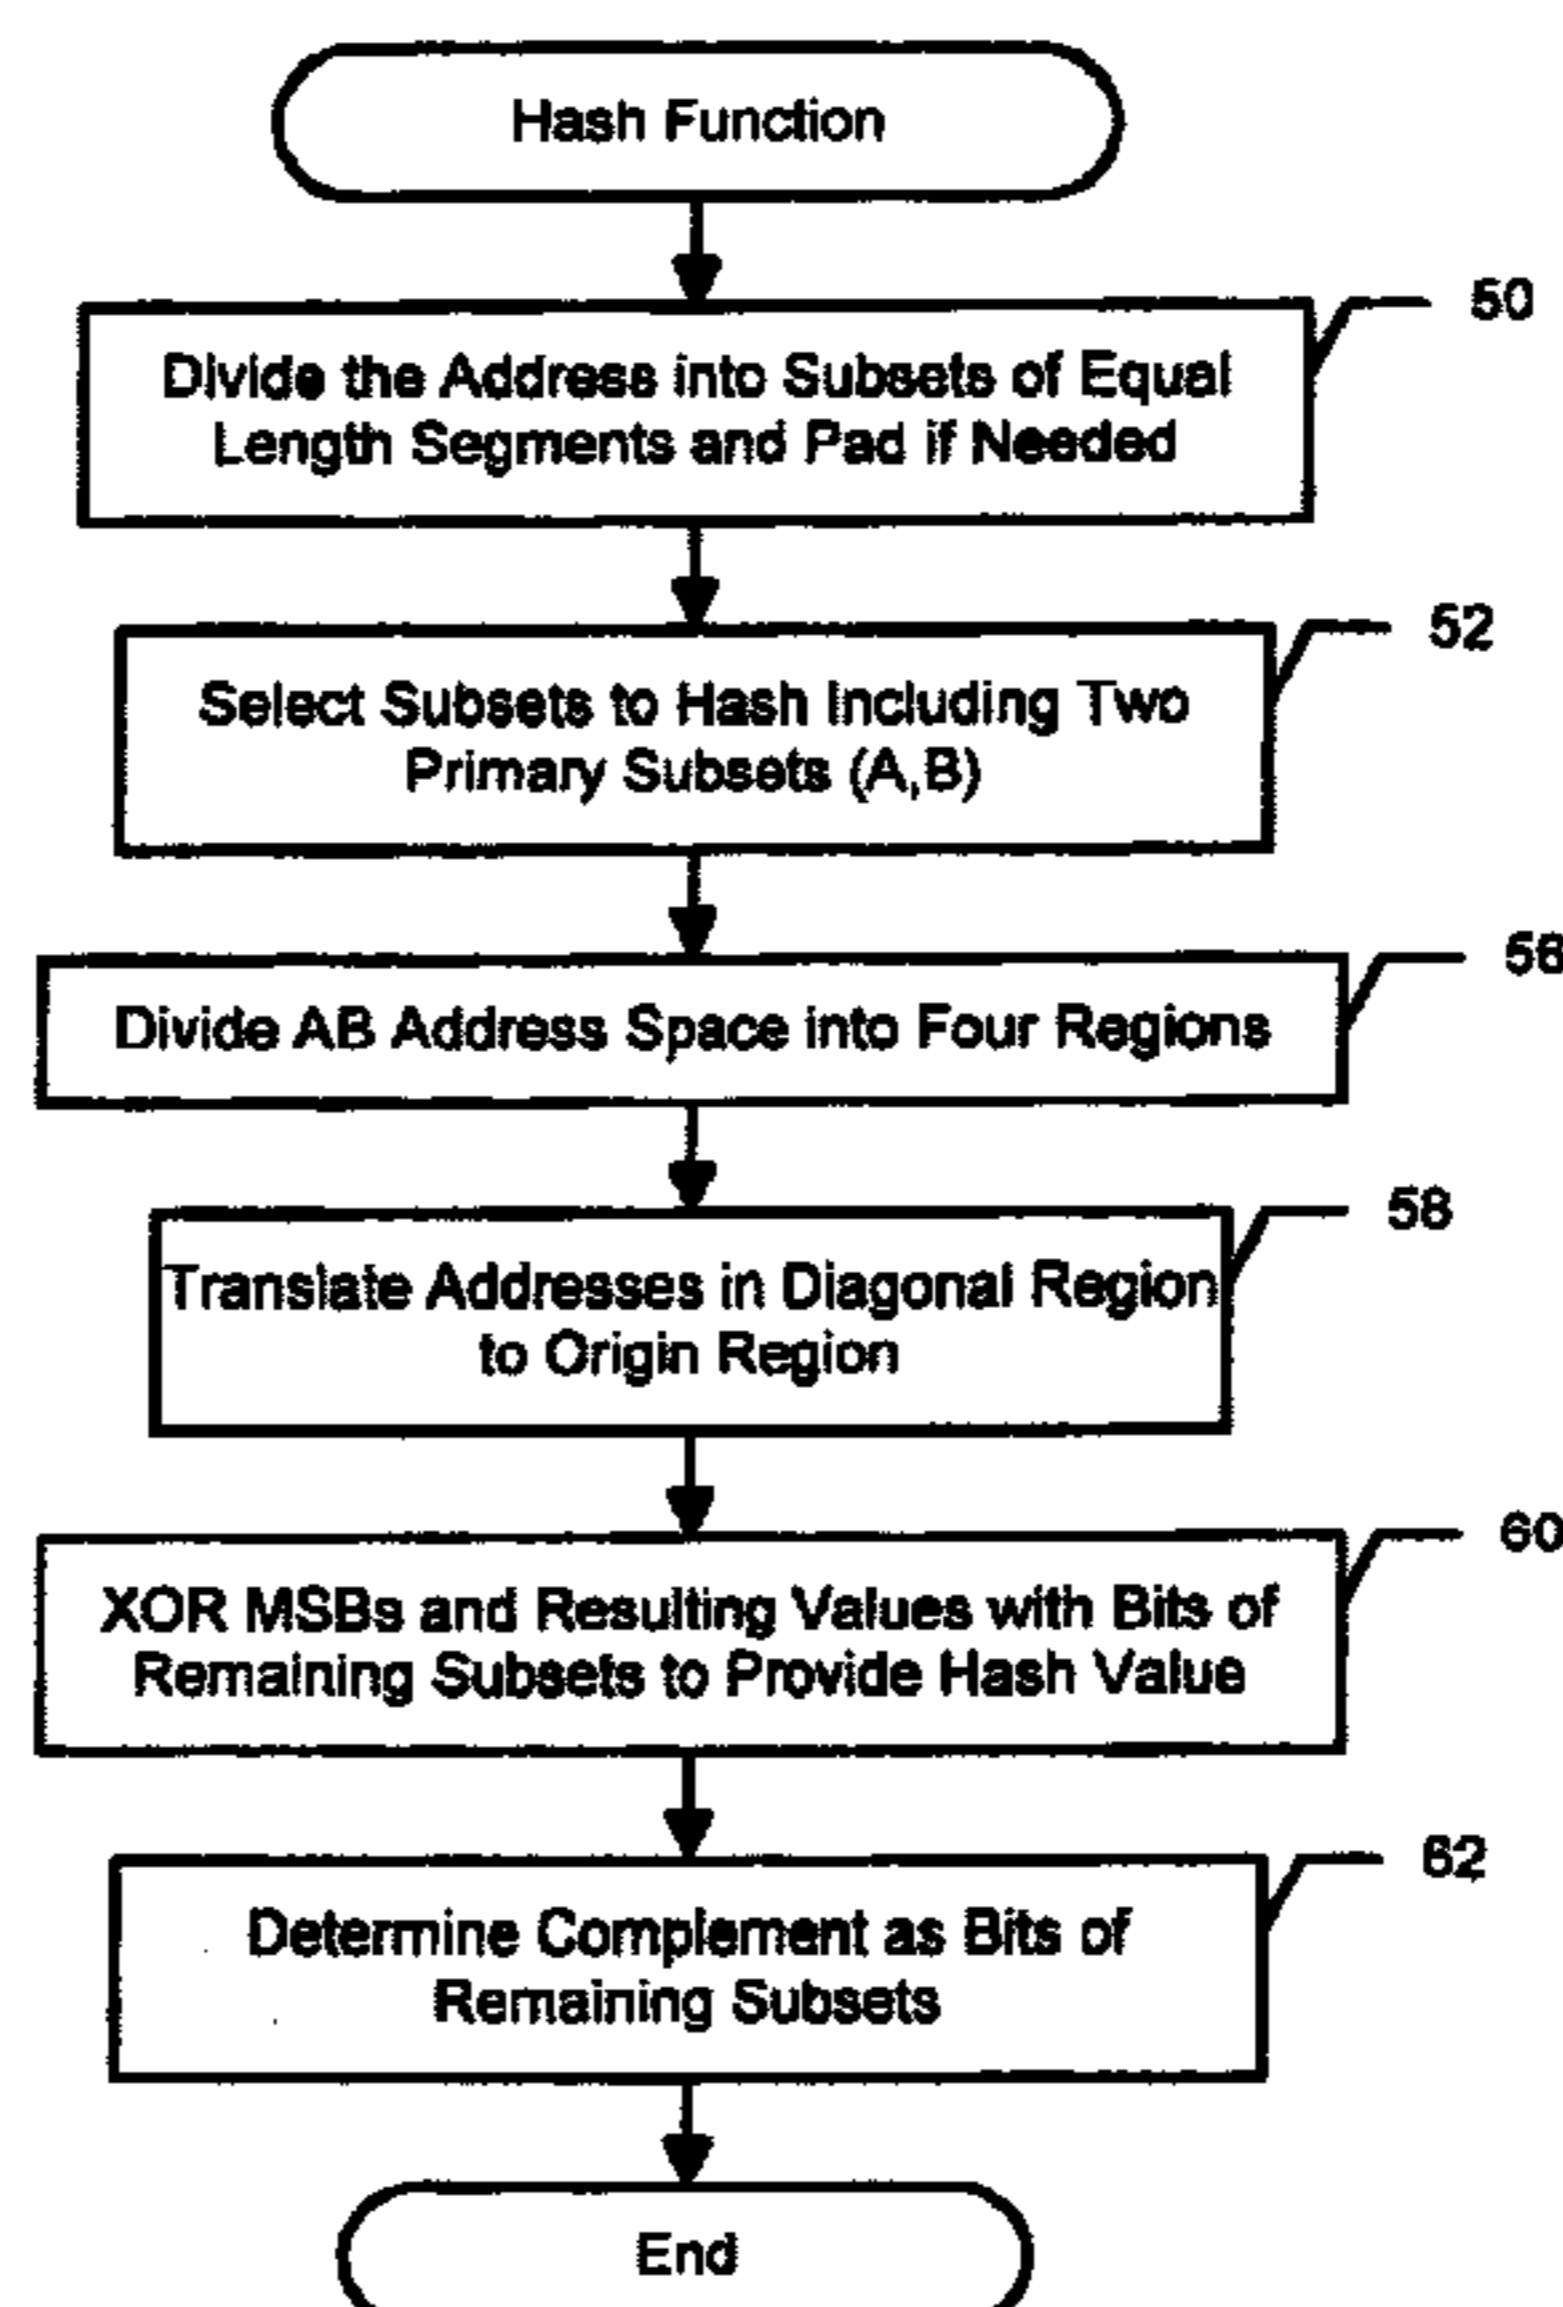 Hash Function
50
Divide the Address into Subsets of Equal
Length Segments and Pad if Needed
52
Select Subsets to Hash Including Two
Primary Subsets (A,B)
56
Divide AB Address Space into Four Regions
58
Translate Addresses in Diagonal Region
to Origin Region
60
XOR MSBs and Resulting Values with Bits of
Remaining Subsets to Provide Hash Value
62
Determine Complement as Bits of
Remaining Subsets
End